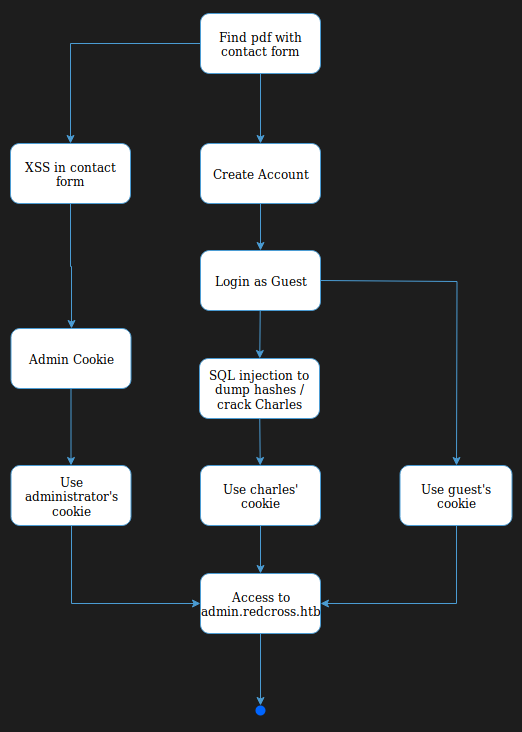 Find pdf with
contact form
XSS in contact
form
Create Account
Login as Guest
Admin Cookie
SQL injection to
dump hashes /
crack Charles
Use
administrator's
cookie
Use charles'
cookie
Use guest's
cookie
Access to
admin.redcross.htb